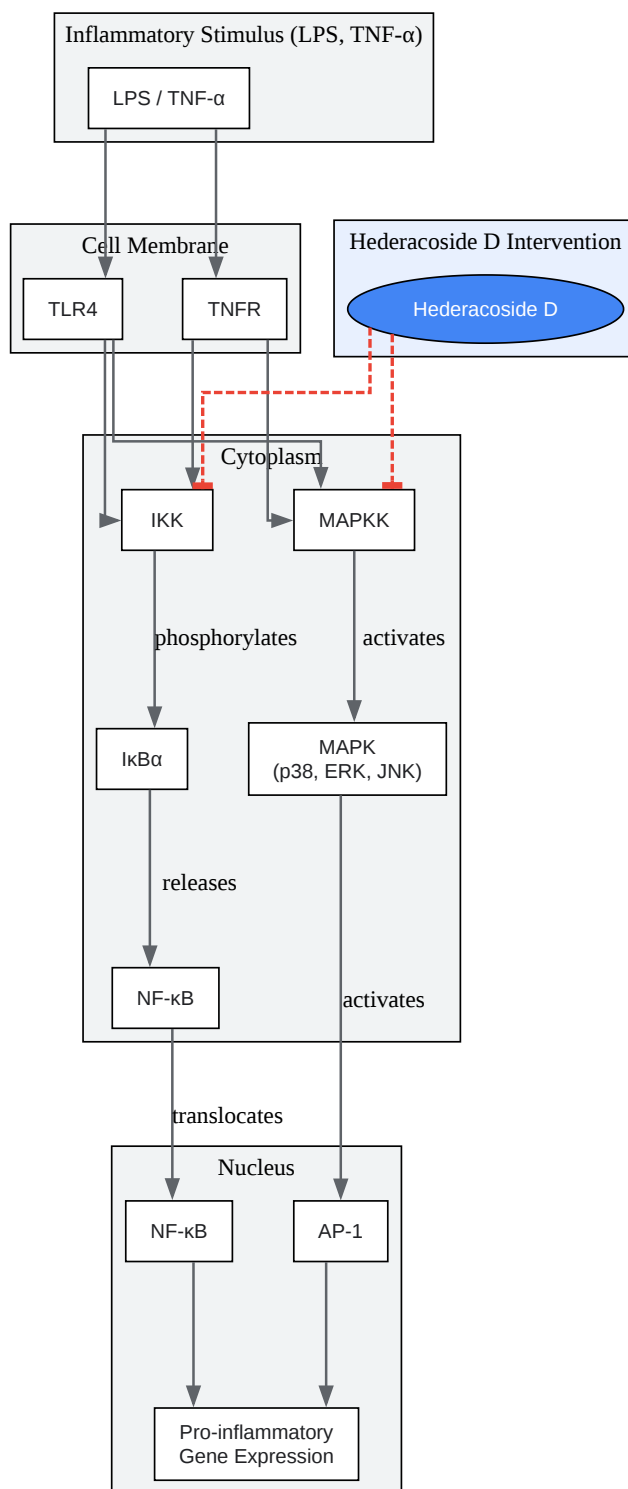 Inflammatory Stimulus (LPS, TNF-α)
LPS / TNF-α
Cell Membrane
TLR4
TNFR
Hederacoside D Intervention
Hederacoside D
Cytoplasm
IKK
MAPKK
phosphorylates
activates
IκBα
MAPK
(p38, ERK, JNK)
releases
NF-κB
activates
translocates
Nucleus
NF-κB
AP-1
Pro-inflammatory
Gene Expression